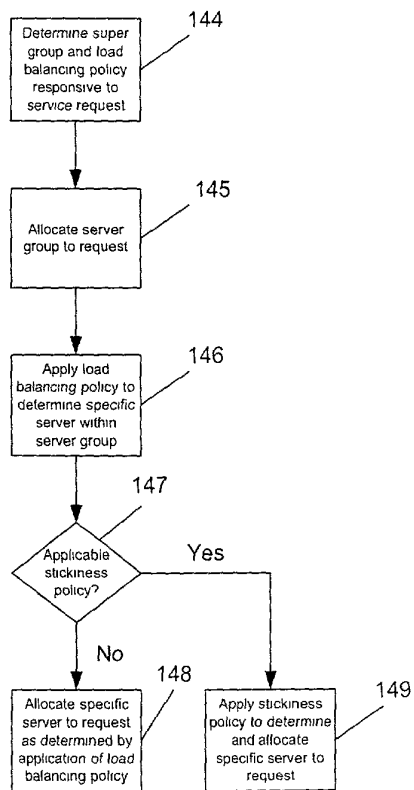 144
Determine super
group and load
balancing policy
responsive to
service request
145
Allocate server
group to request
146
Apply load
balancing policy to
determine specific
server within
server group
147
Applicable
stickiness
policy?
Yes
No
148
Allocate specific
server to request
as determined by
application of load
balancing policy
149
Apply stickiness
policy to determine
and allocate
specific server to
request